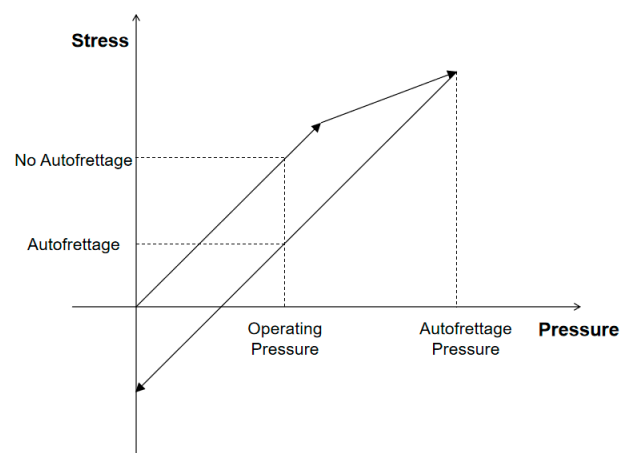 Stress
No Autofrettage
Autofrettage
Operating
Pressure
Autofrettage
Pressure
Pressure